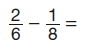 2/6 − 1/8 =